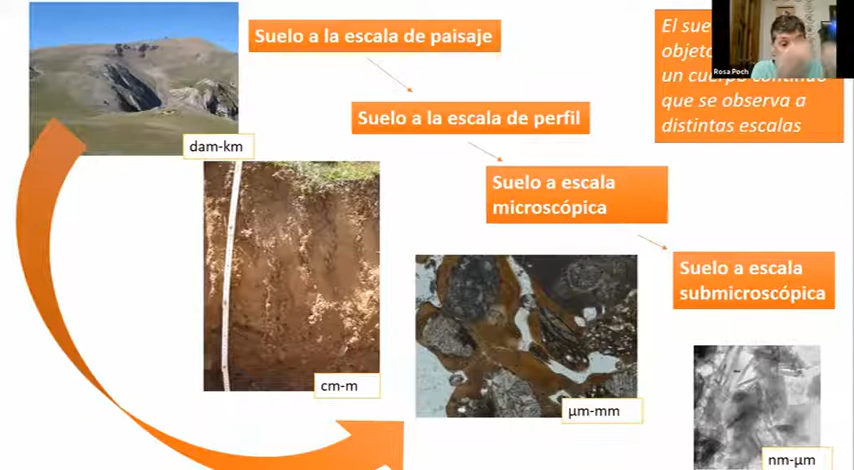 Suelo a la escala de paisaje
El
objeto
un cuerpo continuo
que se observa a
distintas escalas
Rosa Poch
Suelo a la escala de perfil
dam-km
Suelo a escala
microscópica
Suelo a escala
submicroscópica
cm-m
µm-mm
nm-µm